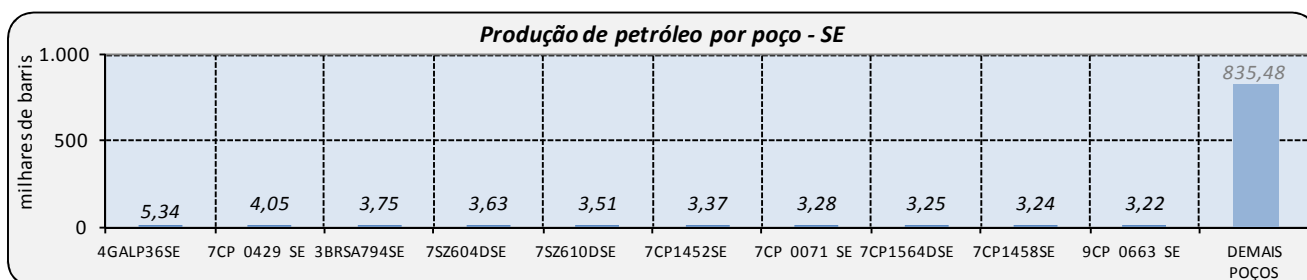 Produção de petróleo por poço - SE
milhares de barris
1.000
500
0
5,34
4,05
3,75
3,63
3,51
3,37
3,28
3,25
3,24
3,22
835,48
4GALP36SE
7CP 0429 SE
3BRSA794SE
7SZ604DSE
7SZ610DSE
7CP1452SE
7CP 0071 SE
7CP1564DSE
7CP1458SE
9CP 0663 SE
DEMAIS
POÇOS